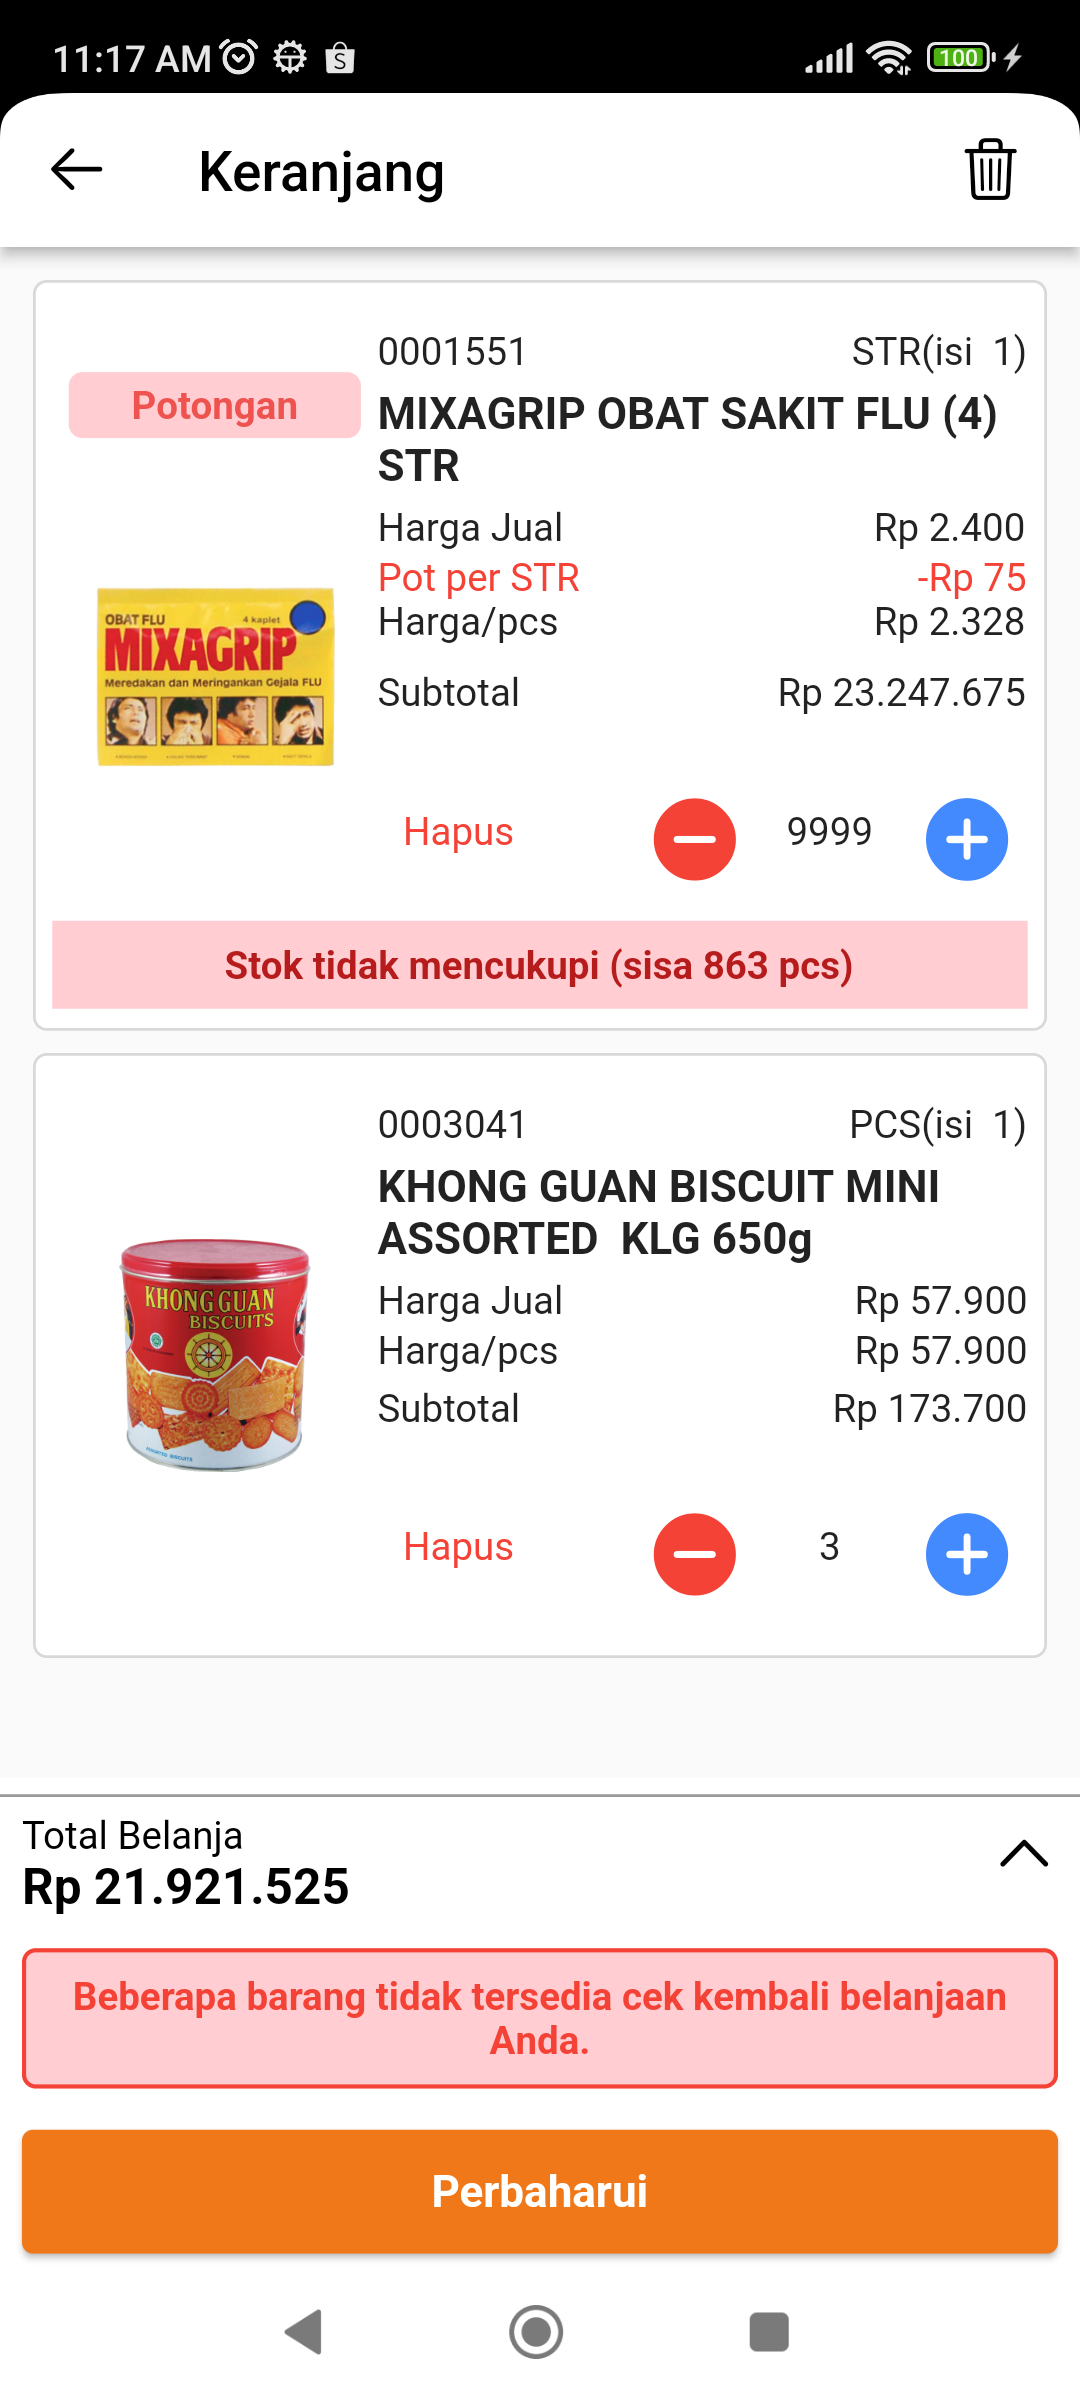 11:17 AM
100
Keranjang
0001551 STR(isi  1)
Potongan
MIXAGRIP OBAT SAKIT FLU (4)
STR
Harga Jual Rp 2.400
Pot per STR -Rp 75
Harga/pcs Rp 2.328
Subtotal Rp 23.247.675
OBAT FLU 4 kaplet
MIXAGRIP
Meredakan dan Meringankan Gejala FLU
Hapus 9999
Stok tidak mencukupi (sisa 863 pcs)
0003041 PCS(isi  1)
KHONG GUAN BISCUIT MINI
ASSORTED  KLG 650g
Harga Jual Rp 57.900
Harga/pcs Rp 57.900
Subtotal Rp 173.700
KHONG GUAN
BISCUITS
Hapus 3
Total Belanja
Rp 21.921.525
Beberapa barang tidak tersedia cek kembali belanjaan
Anda.
Perbaharui